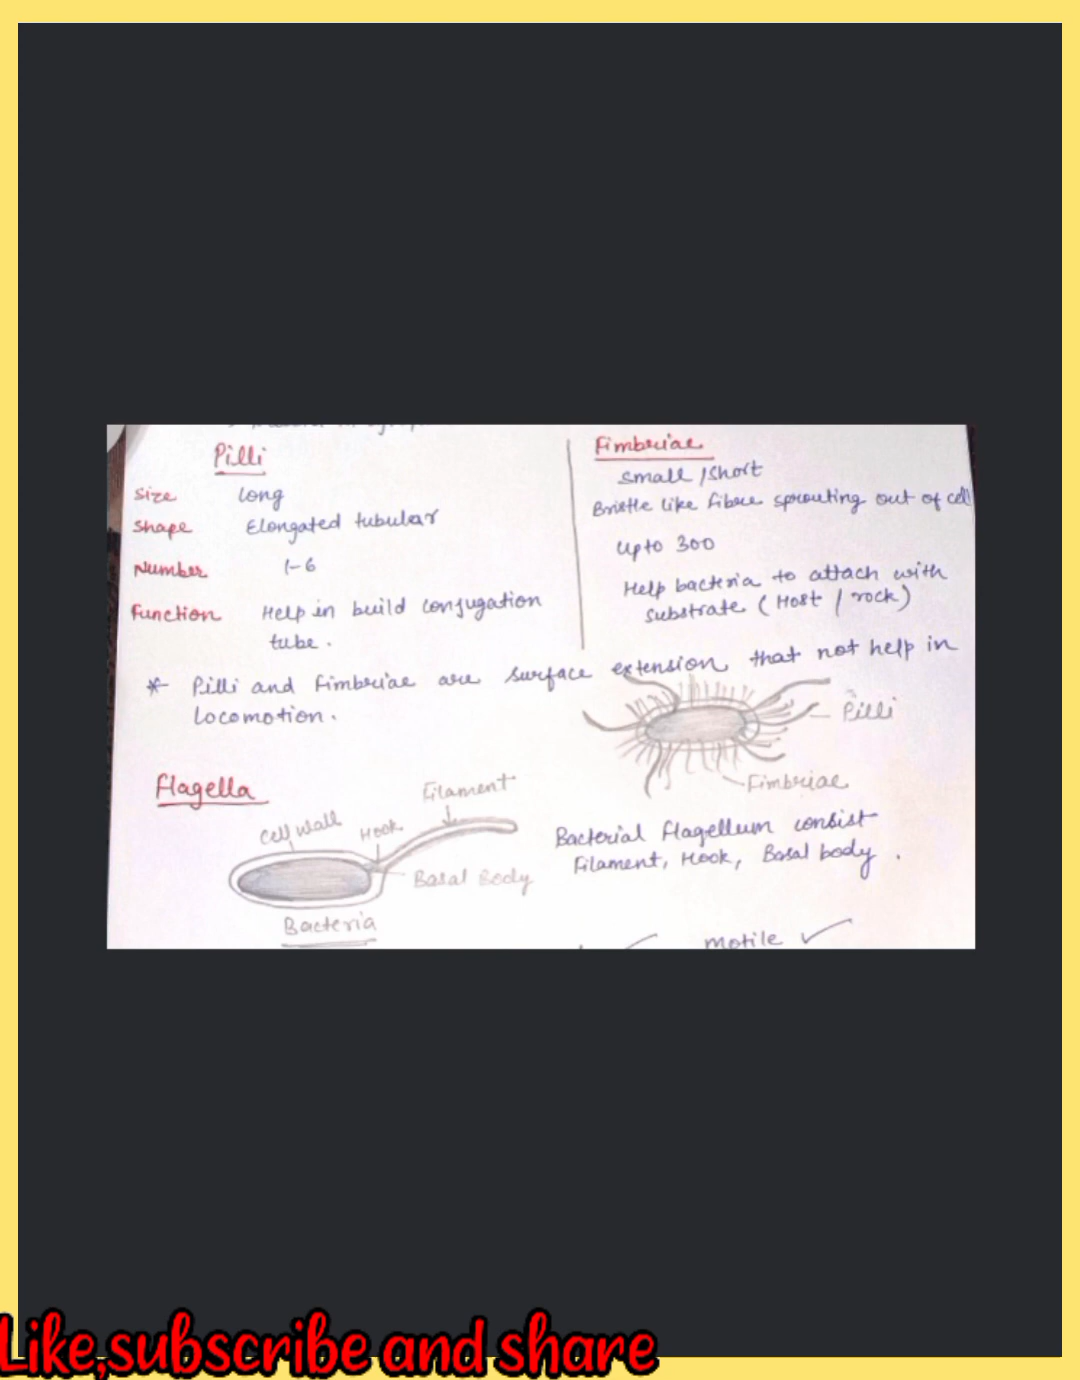 Pilli
Fimbriae
Size Long
Small / Short
Shape Elongated tubular
Bristle like fibre sprouting out of cell
Number 1-6
Upto 300
Function Help in build conjugation
tube.
Help bacteria to attach with
substrate (Host / rock)
* Pilli and Fimbriae are surface extension that not help in
Locomotion.
Pilli
Fimbriae
Flagella
Filament
Cell wall
Hook
Basal Body
Bacteria
Bacterial flagellum consist
Filament, Hook, Basal body.
motile ✓
Like,subscribe and share